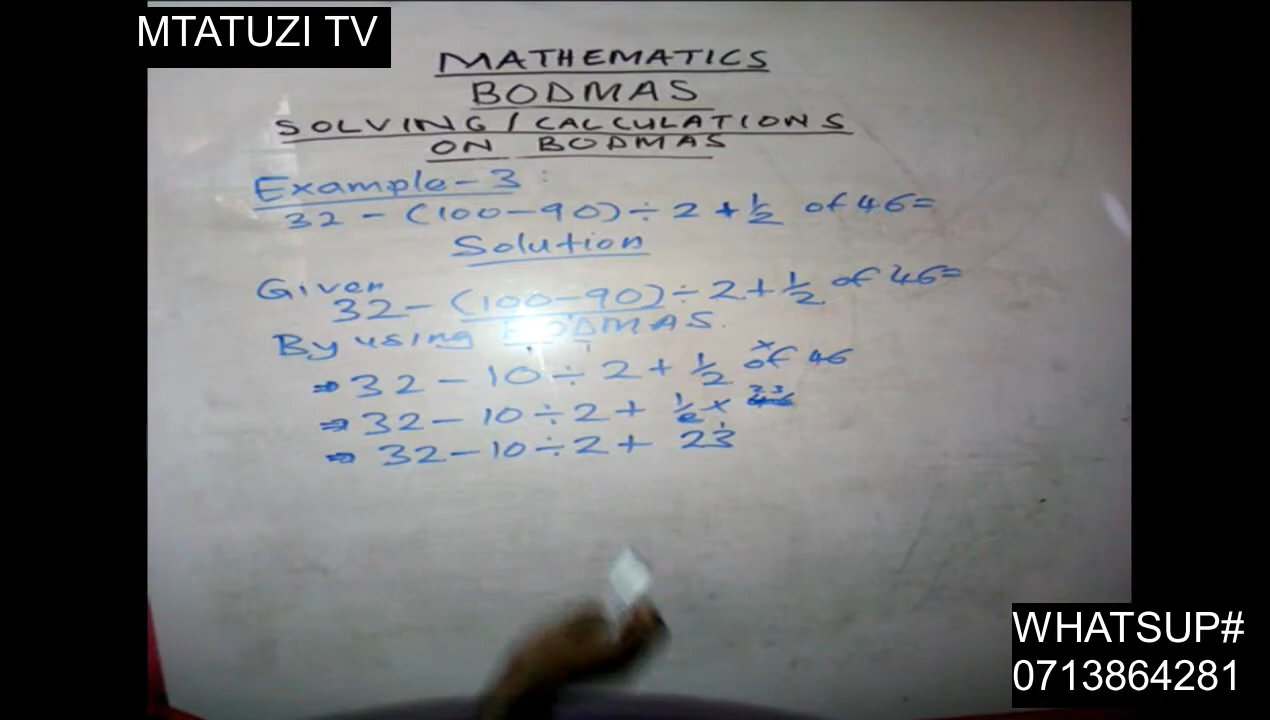 MTATUZI TV
MATHEMATICS
BODMAS
SOLVING/CALCULATIONS
ON BODMAS
Example-3:
32-(100-90)÷2+1/2 of 46=
Solution
Given
32-(100-90)÷2+1/2 of 46=
By using BODMAS.
⇒32-10÷2+1/2 of 46
⇒32-10÷2+1/2×
⇒32-10÷2+23
WHATSUP#
0713864281